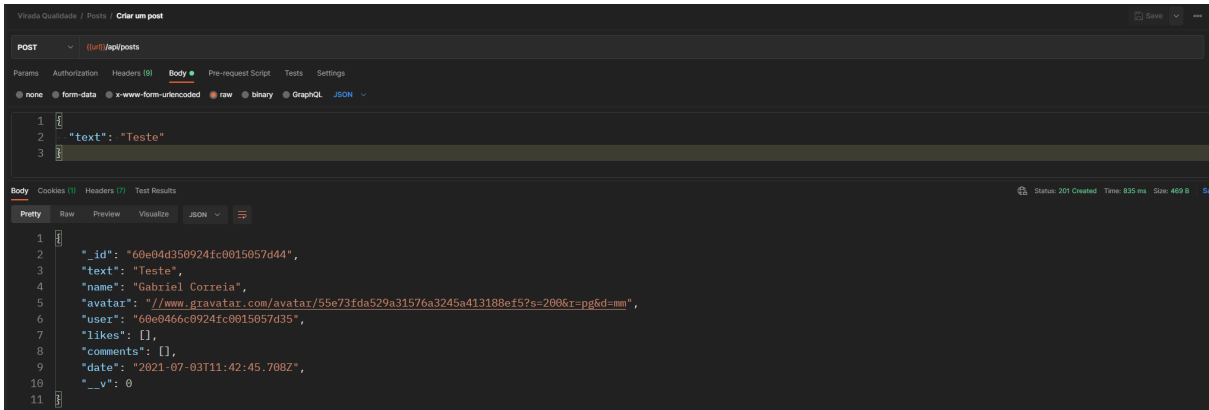 Virada Qualidade / Posts / Criar um post
Save
POST {{url}}/api/posts
Params Authorization Headers (9) Body Pre-request Script Tests Settings
none form-data x-www-form-urlencoded raw binary GraphQL JSON
1 {
2 "text": "Teste"
3 }
Body Cookies (1) Headers (7) Test Results Status: 201 Created Time: 835 ms Size: 469 B
Pretty Raw Preview Visualize JSON
1 {
2 "_id": "60e04d350924fc0015057d44",
3 "text": "Teste",
4 "name": "Gabriel Correia",
5 "avatar": "//www.gravatar.com/avatar/55e73fda529a31576a3245a413188ef5?s=200&r=pg&d=mm",
6 "user": "60e0466c0924fc0015057d35",
7 "likes": [],
8 "comments": [],
9 "date": "2021-07-03T11:42:45.708Z",
10 "__v": 0
11 }